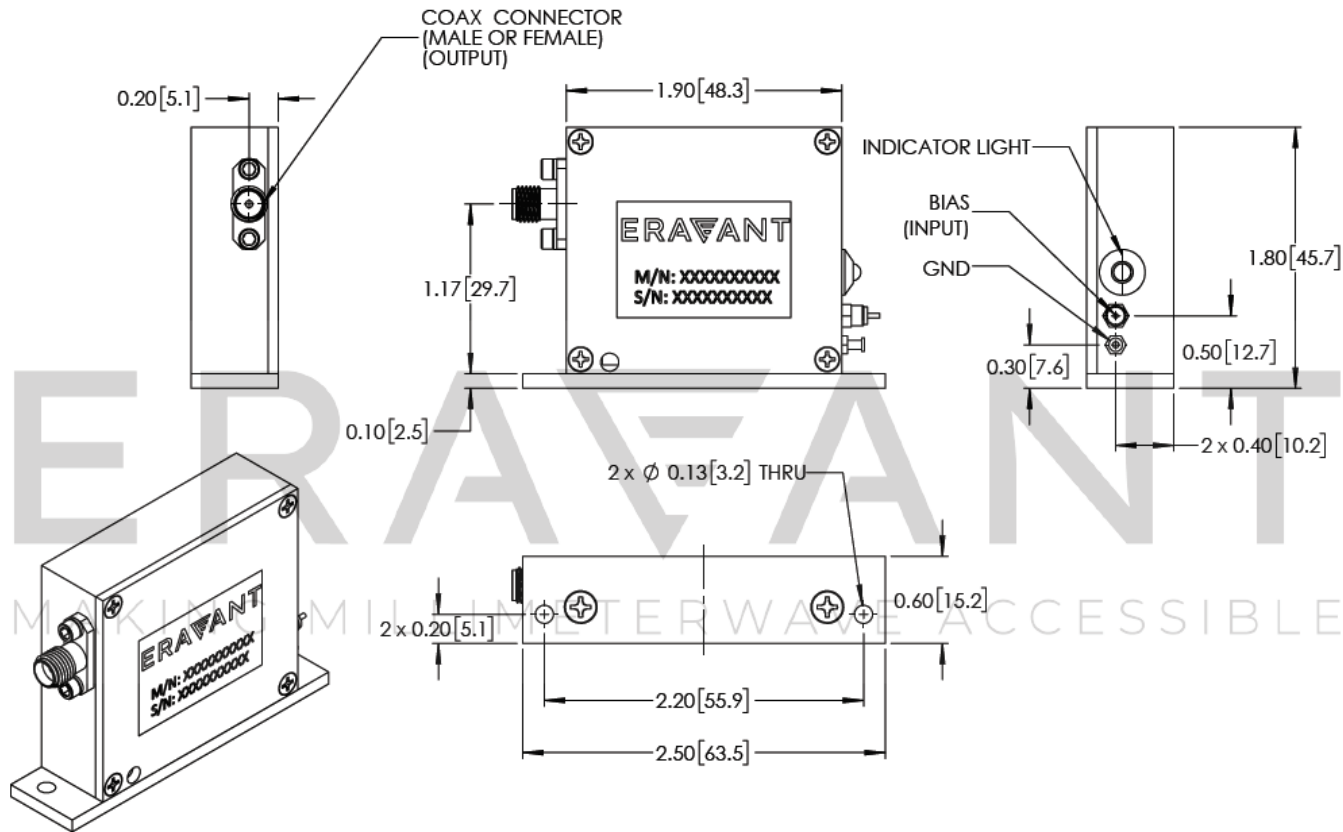 COAX CONNECTOR
(MALE OR FEMALE)
(OUTPUT)
0.20[5.1]
1.90[48.3]
INDICATOR LIGHT
BIAS
(INPUT)
GND
1.80[45.7]
ERAVANT
M/N: XXXXXXXXXX
S/N: XXXXXXXXXX
1.17[29.7]
0.50[12.7]
0.30[7.6]
0.10[2.5]
2 x 0.40[10.2]
ERAVANT
MAKING MILLIMETERWAVE ACCESSIBLE
2 x Ø 0.13[3.2] THRU
0.60[15.2]
2 x 0.20[5.1]
2.20[55.9]
2.50[63.5]
ERAVANT
M/N: XXXXXXXXXX
S/N: XXXXXXXXXX